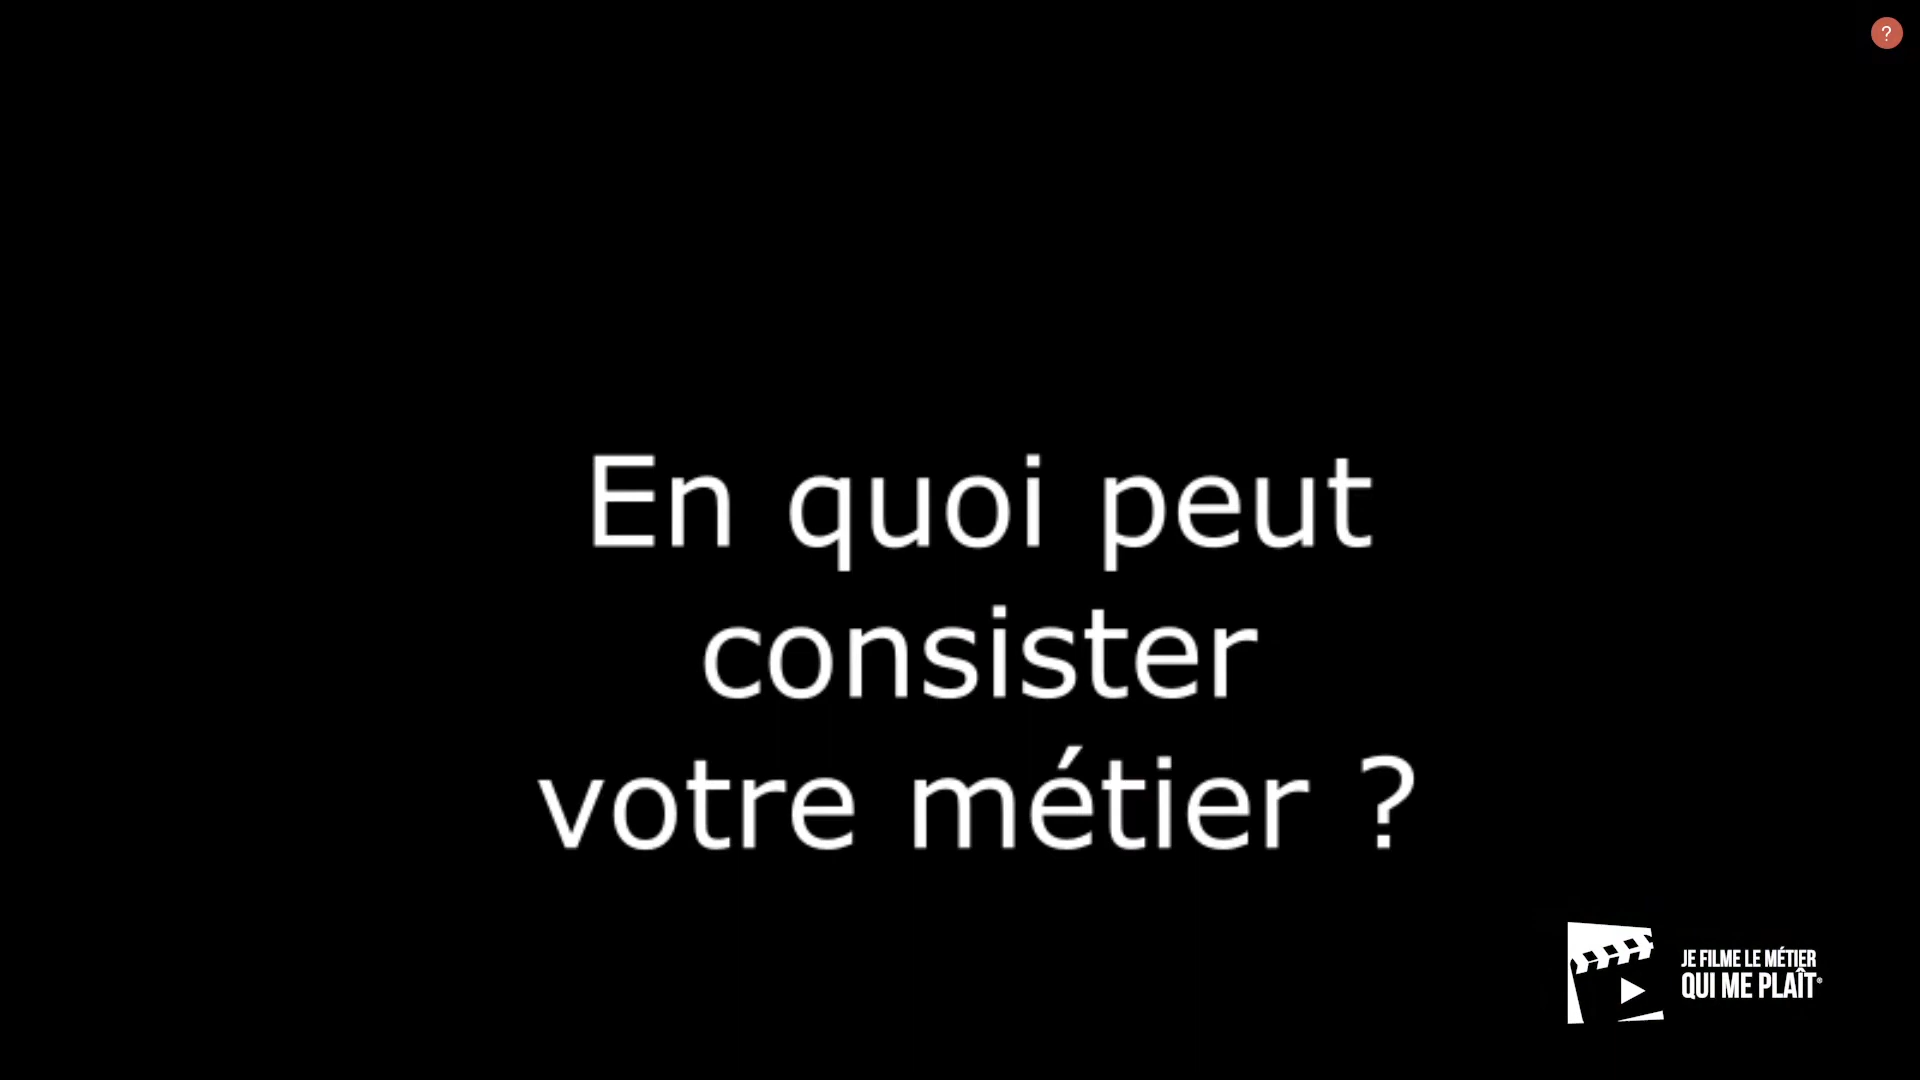 ?
En quoi peut
consister
votre métier ?
JE FILME LE MÉTIER
QUI ME PLAÎT®